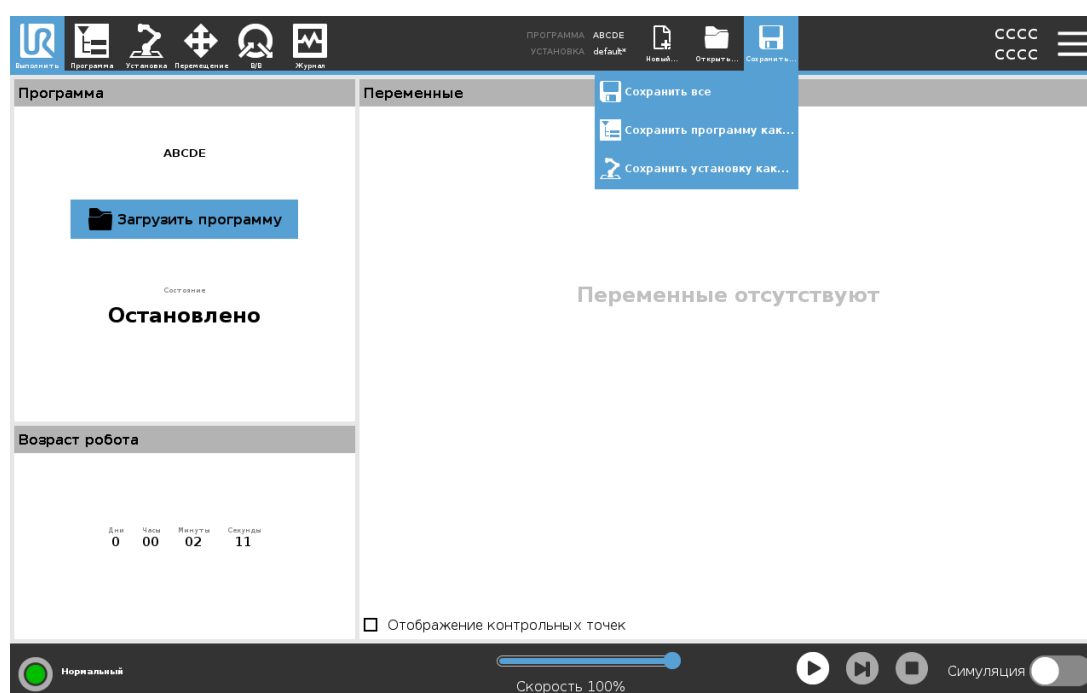 UR
Выполнить
Программа
Установка
Перемещение
В/В
Журнал
ПРОГРАММА ABCDE
УСТАНОВКА default*
Новый...
Открыть...
Сохранить...
CCCC
CCCC
Сохранить все
Сохранить программу как...
Сохранить установку как...
Программа
ABCDE
Загрузить программу
Состояние
Остановлено
Переменные
Переменные отсутствуют
Возраст робота
Дни Часы Минуты Секунды
0 00 02 11
Отображение контрольных точек
Нормальный
Скорость 100%
Симуляция